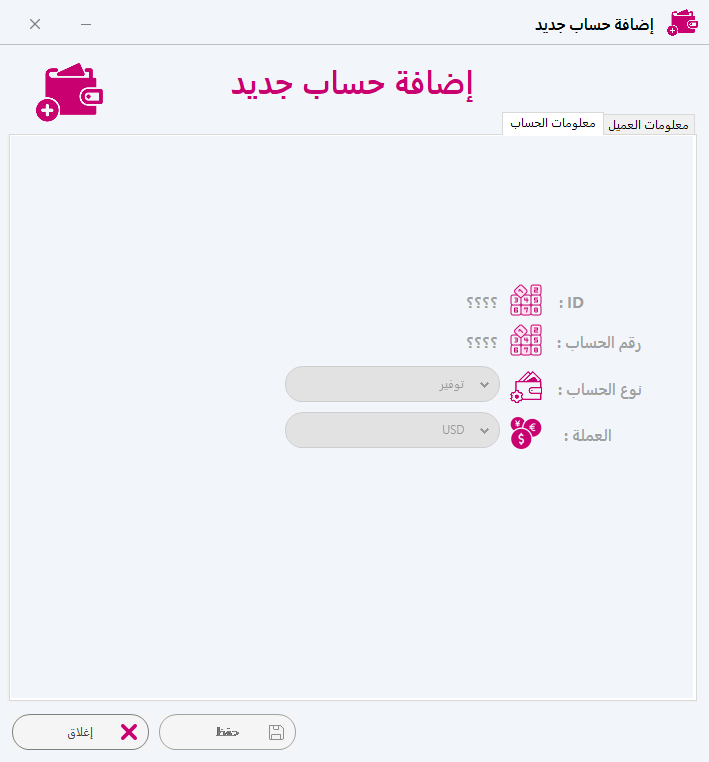 إضافة حساب جديد
إضافة حساب جديد
معلومات العميل
معلومات الحساب
ID : ؟؟؟؟
رقم الحساب : ؟؟؟؟
نوع الحساب : توفير
العملة : USD
حفظ
إغلاق